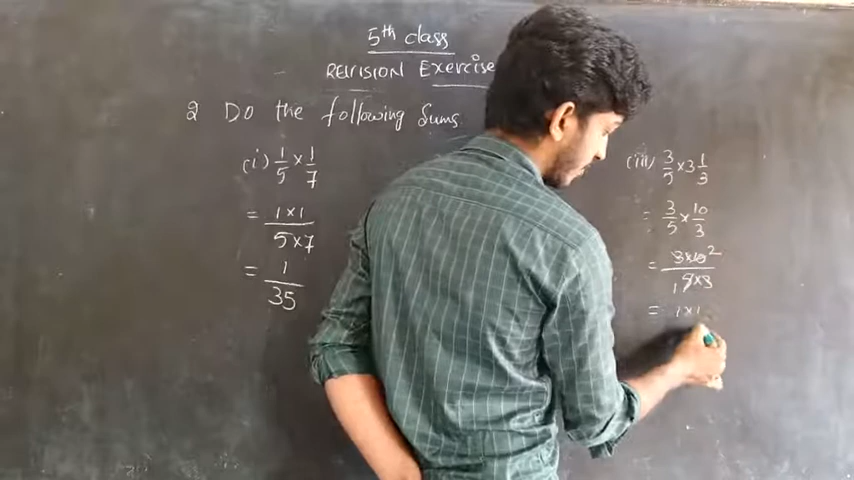 5th class
REVISION Exercise
2 Do the following Sums.
(i) 1/5 × 1/7
= 1×1 / 5×7
= 1/35
(iii) 3/5 × 3 1/3
= 3/5 × 10/3
= 3×10 2 / 1 5×3
= 1×1